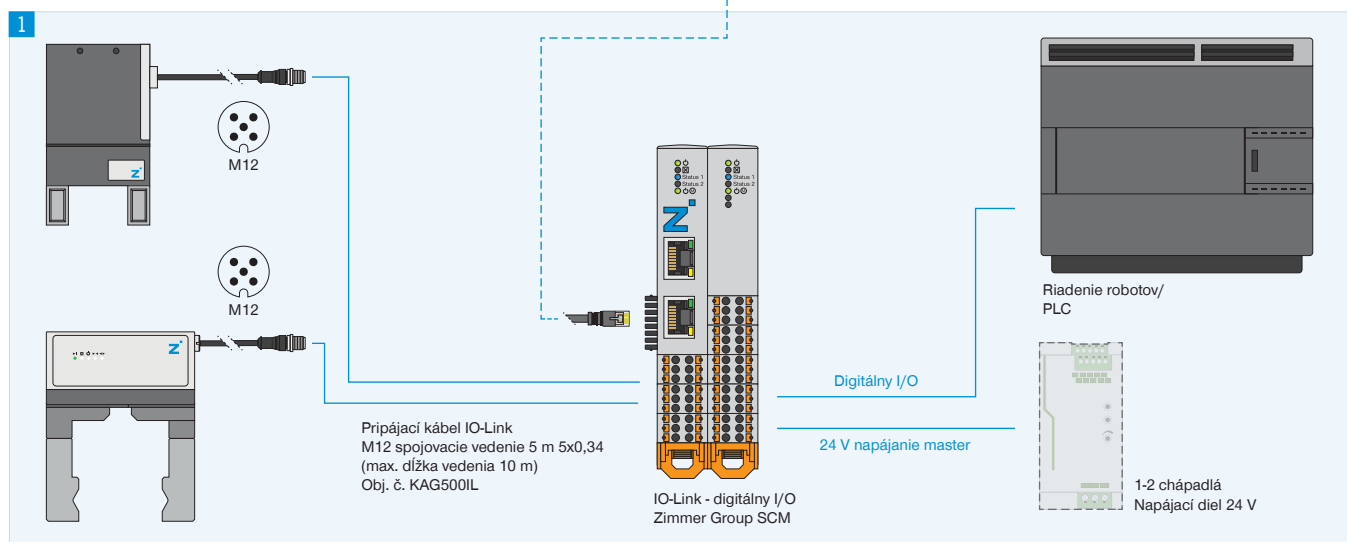 1
M12
M12
Pripájací kábel IO-Link
M12 spojovacie vedenie 5 m 5x0,34
(max. dĺžka vedenia 10 m)
Obj. č. KAG500IL
Status 1
Status 2
Status 1
Status 2
IO-Link - digitálny I/O
Zimmer Group SCM
Digitálny I/O
24 V napájanie master
Riadenie robotov/
PLC
1-2 chápadlá
Napájací diel 24 V